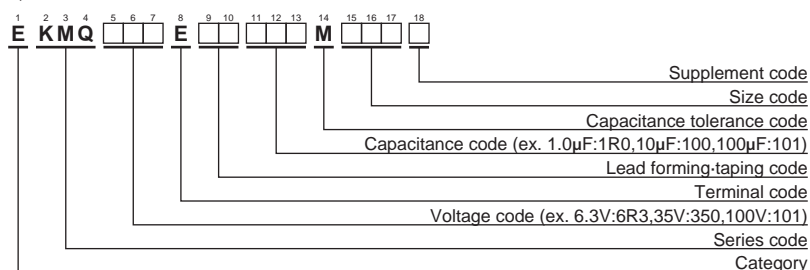 1 2 3 4 5 6 7 8 9 10 11 12 13 14 15 16 17 18
E KMQ □□□ E □□ □□□ M □□□ □
Supplement code
Size code
Capacitance tolerance code
Capacitance code (ex. 1.0μF:1R0,10μF:100,100μF:101)
Lead forming·taping code
Terminal code
Voltage code (ex. 6.3V:6R3,35V:350,100V:101)
Series code
Category